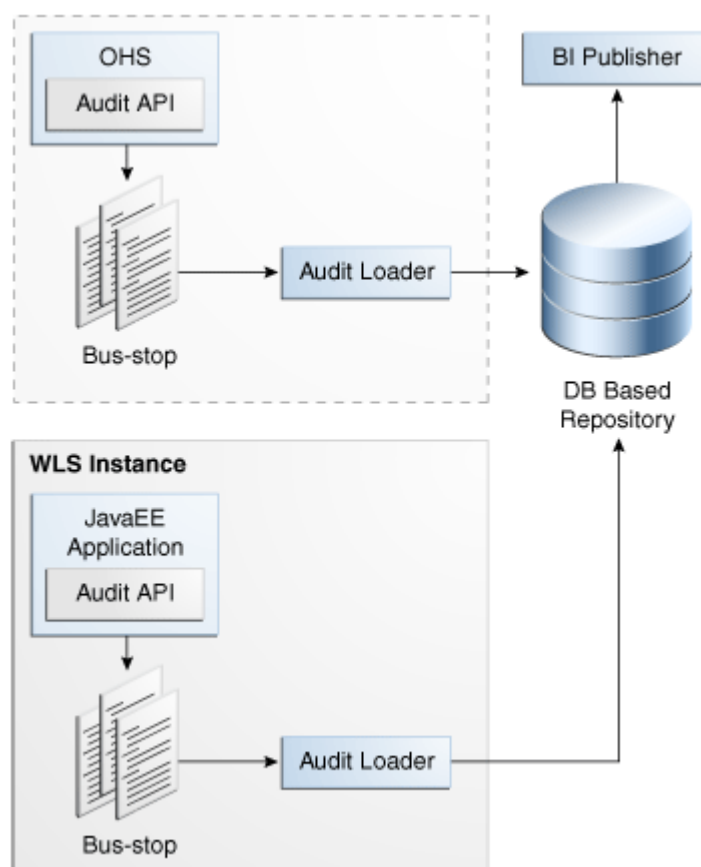 OHS
Audit API
Bus-stop
Audit Loader
BI Publisher
DB Based
Repository
WLS Instance
JavaEE
Application
Audit API
Bus-stop
Audit Loader